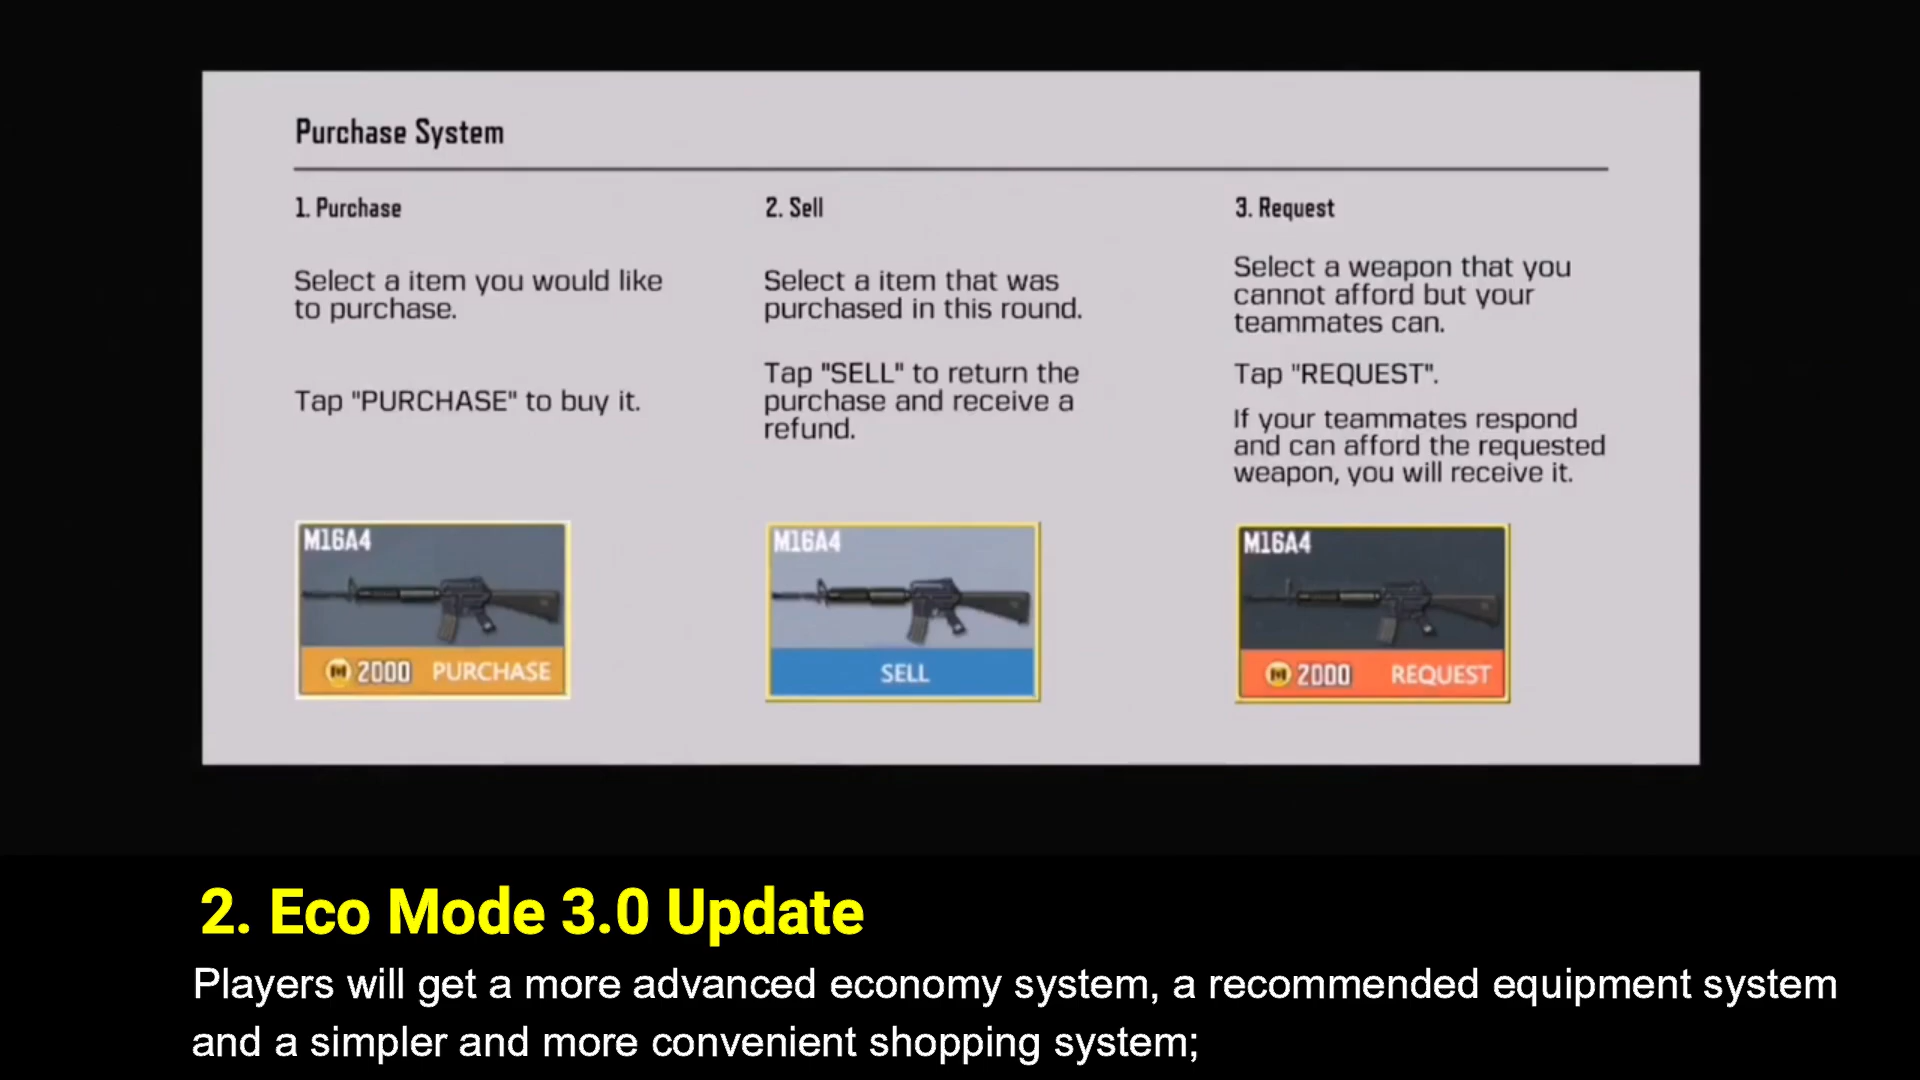 Purchase System
1. Purchase
Select a item you would like
to purchase.
Tap "PURCHASE" to buy it.
M16A4
2000 PURCHASE
2. Sell
Select a item that was
purchased in this round.
Tap "SELL" to return the
purchase and receive a
refund.
M16A4
SELL
3. Request
Select a weapon that you
cannot afford but your
teammates can.
Tap "REQUEST".
If your teammates respond
and can afford the requested
weapon, you will receive it.
M16A4
2000 REQUEST
2. Eco Mode 3.0 Update
Players will get a more advanced economy system, a recommended equipment system
and a simpler and more convenient shopping system;